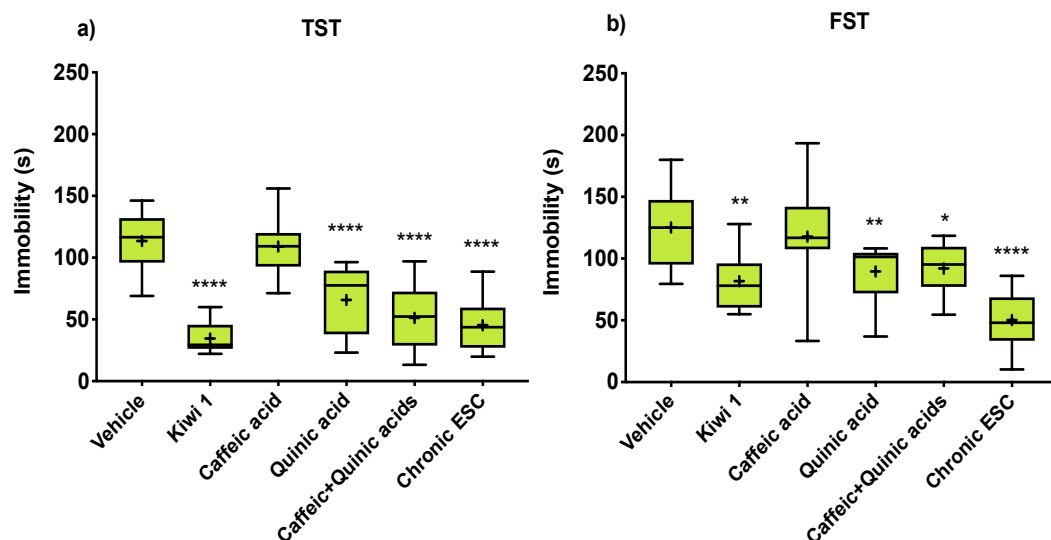 a)
TST
Immobility (s)
250
200
150
100
50
0
****
****
****
****
Vehicle
Kiwi 1
Caffeic acid
Quinic acid
Caffeic+Quinic acids
Chronic ESC
b)
FST
Immobility (s)
250
200
150
100
50
0
**
**
*
****
Vehicle
Kiwi 1
Caffeic acid
Quinic acid
Caffeic+Quinic acids
Chronic ESC